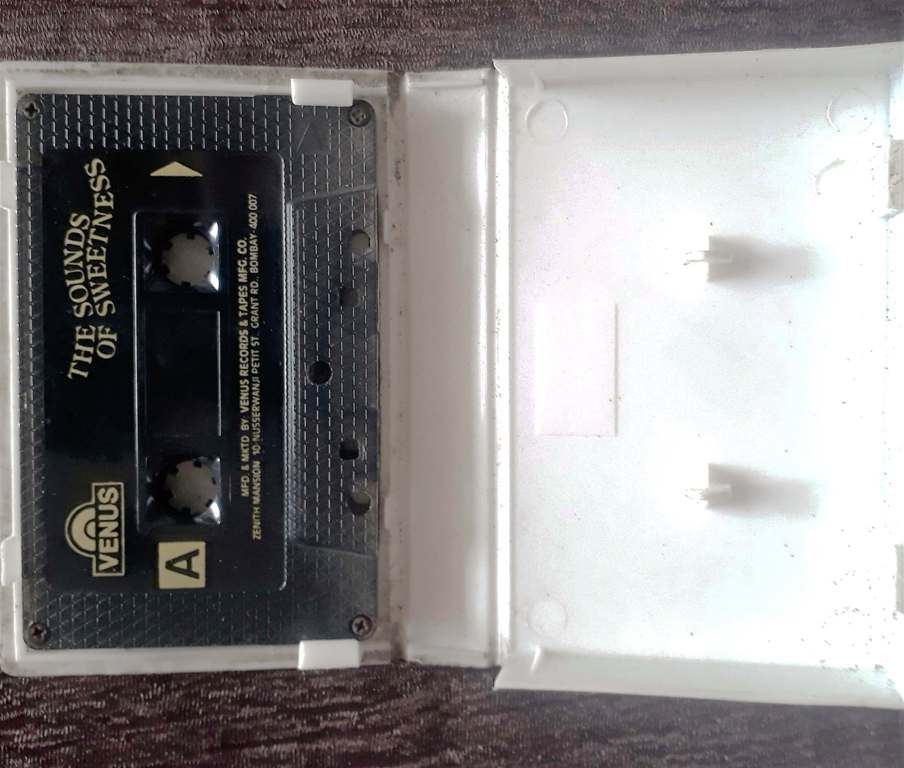 THE SOUNDS
OF SWEETNESS
VENUS
A
MFD. & MKTD BY VENUS RECORDS & TAPES MFG. CO.
ZENITH MANSION 10 NUSSERWANJI PETIT ST. GRANT RD. BOMBAY-400 007